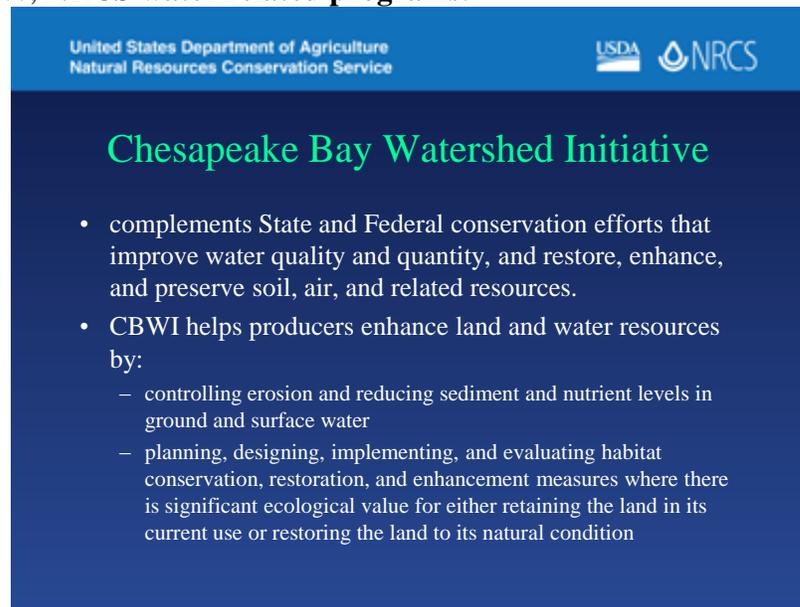 United States Department of Agriculture
Natural Resources Conservation Service
USDA NRCS
Chesapeake Bay Watershed Initiative
• complements State and Federal conservation efforts that
improve water quality and quantity, and restore, enhance,
and preserve soil, air, and related resources.
• CBWI helps producers enhance land and water resources
by:
– controlling erosion and reducing sediment and nutrient levels in
ground and surface water
– planning, designing, implementing, and evaluating habitat
conservation, restoration, and enhancement measures where there
is significant ecological value for either retaining the land in its
current use or restoring the land to its natural condition